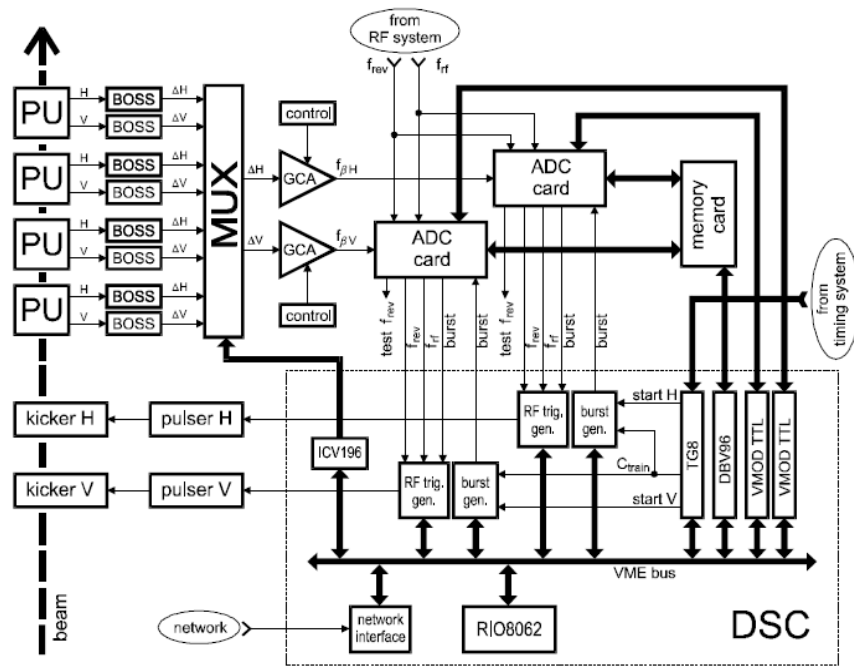 from
RF system
f_rev
f_rf
PU
H
BOSS
ΔH
V
BOSS
ΔV
PU
H
BOSS
ΔH
V
BOSS
ΔV
PU
H
BOSS
ΔH
V
BOSS
ΔV
PU
H
BOSS
ΔH
V
BOSS
ΔV
MUX
ΔH
ΔV
control
GCA
f_βH
GCA
f_βV
control
ADC
card
ADC
card
memory
card
from
timing system
test f_rev
f_rev
f_rf
burst
burst
test f_rev
f_rev
f_rf
burst
burst
kicker H
pulser H
kicker V
pulser V
ICV196
RF trig.
gen.
burst
gen.
RF trig.
gen.
burst
gen.
start H
C_train
start V
TG8
DBV96
VMOD TTL
VMOD TTL
VME bus
network
network
interface
RIO8062
DSC
beam